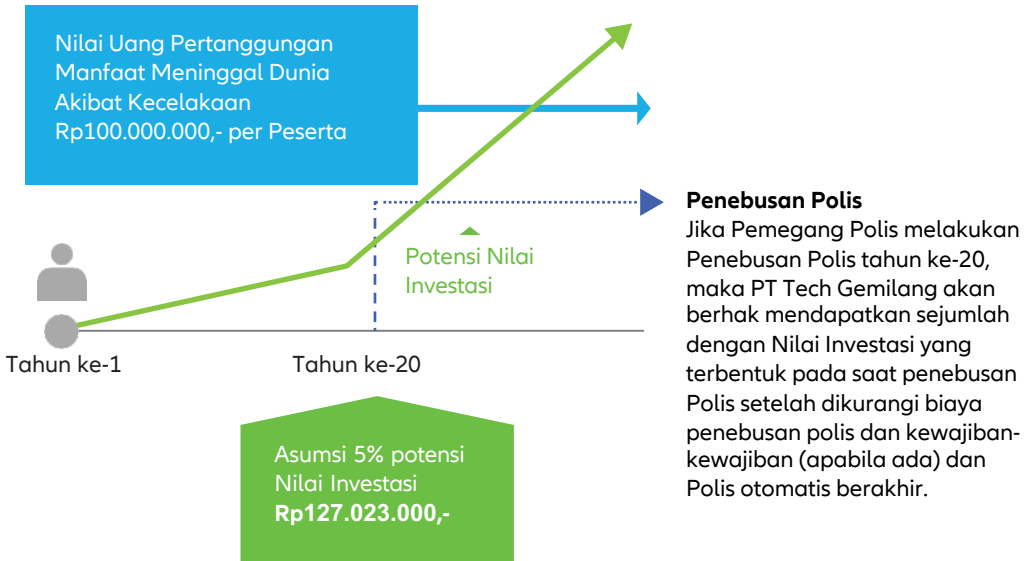 Nilai Uang Pertanggungan
Manfaat Meninggal Dunia
Akibat Kecelakaan
Rp100.000.000,- per Peserta
Potensi Nilai
Investasi
Tahun ke-1
Tahun ke-20
Asumsi 5% potensi
Nilai Investasi
Rp127.023.000,-
Penebusan Polis
Jika Pemegang Polis melakukan
Penebusan Polis tahun ke-20,
maka PT Tech Gemilang akan
berhak mendapatkan sejumlah
dengan Nilai Investasi yang
terbentuk pada saat penebusan
Polis setelah dikurangi biaya
penebusan polis dan kewajiban-
kewajiban (apabila ada) dan
Polis otomatis berakhir.